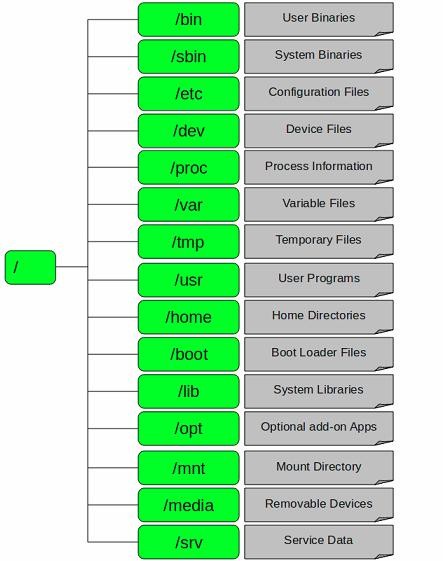 /bin User Binaries
/sbin System Binaries
/etc Configuration Files
/dev Device Files
/proc Process Information
/var Variable Files
/tmp Temporary Files
/
/usr User Programs
/home Home Directories
/boot Boot Loader Files
/lib System Libraries
/opt Optional add-on Apps
/mnt Mount Directory
/media Removable Devices
/srv Service Data